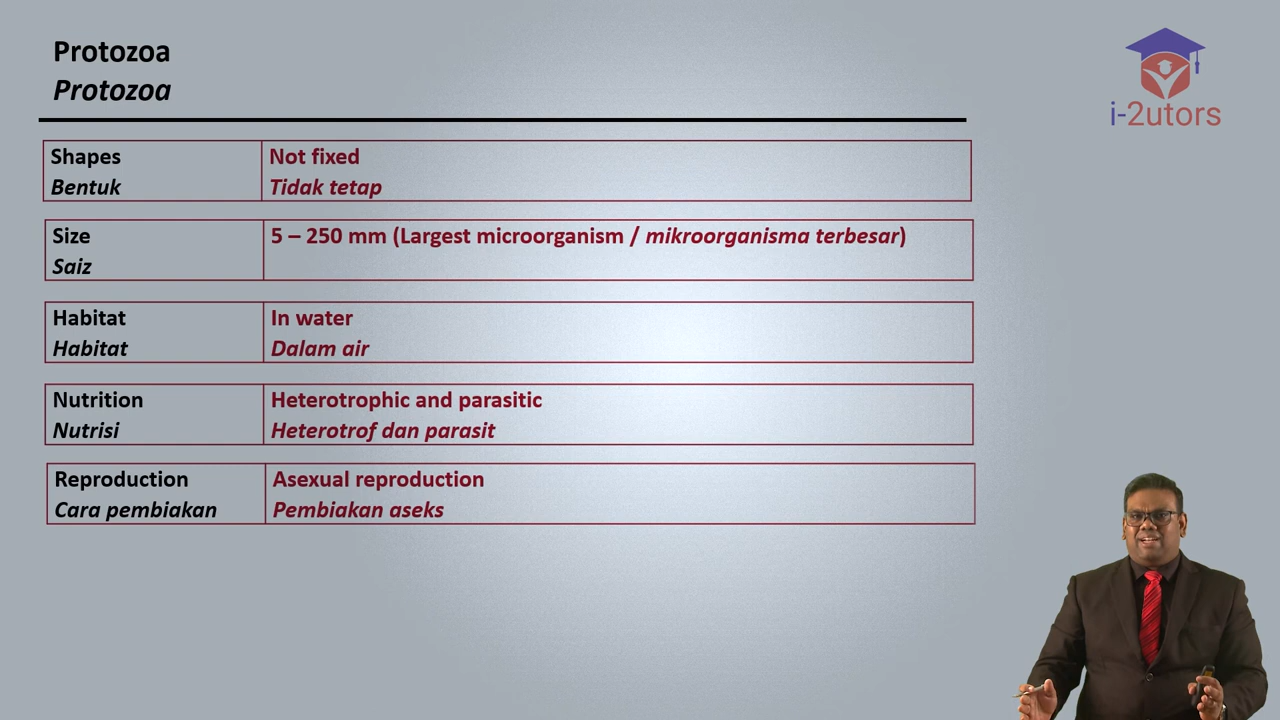 Protozoa
Protozoa
i-2utors
Shapes
Bentuk
Not fixed
Tidak tetap
Size
Saiz
5 – 250 mm (Largest microorganism / mikroorganisma terbesar)
Habitat
Habitat
In water
Dalam air
Nutrition
Nutrisi
Heterotrophic and parasitic
Heterotrof dan parasit
Reproduction
Cara pembiakan
Asexual reproduction
Pembiakan aseks